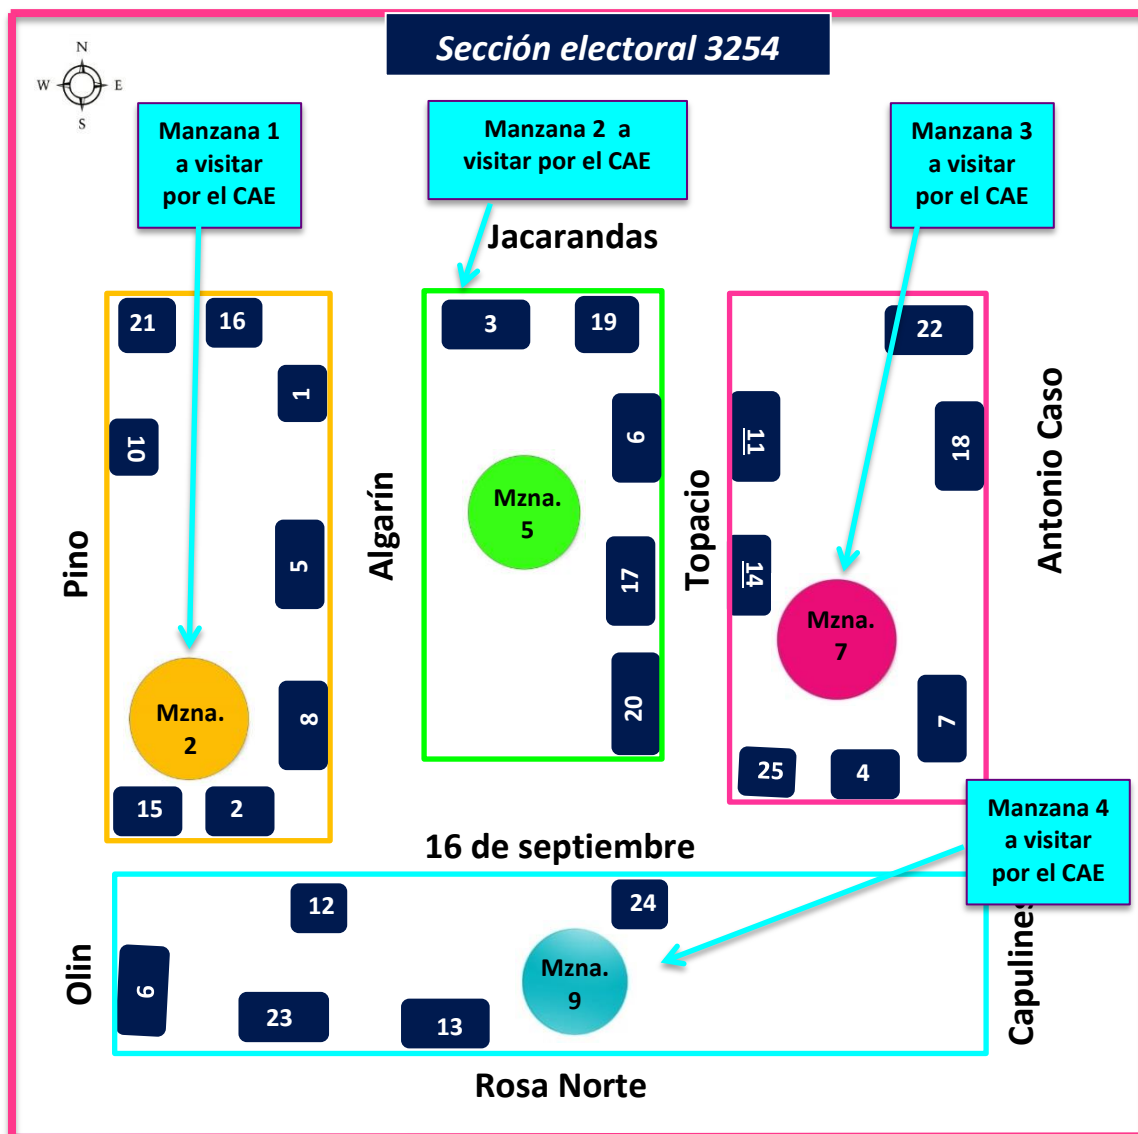 Sección electoral 3254
N
W
E
S
Manzana 1
a visitar
por el CAE
Manzana 2 a
visitar por el CAE
Manzana 3
a visitar
por el CAE
Jacarandas
21
16
1
10
5
8
15
2
Mzna.
2
Pino
Algarín
3
19
6
17
20
Mzna.
5
Topacio
22
11
18
14
7
25
4
Mzna.
7
Antonio Caso
Manzana 4
a visitar
por el CAE
16 de septiembre
12
24
9
23
13
Mzna.
9
Olin
Capulines
Rosa Norte